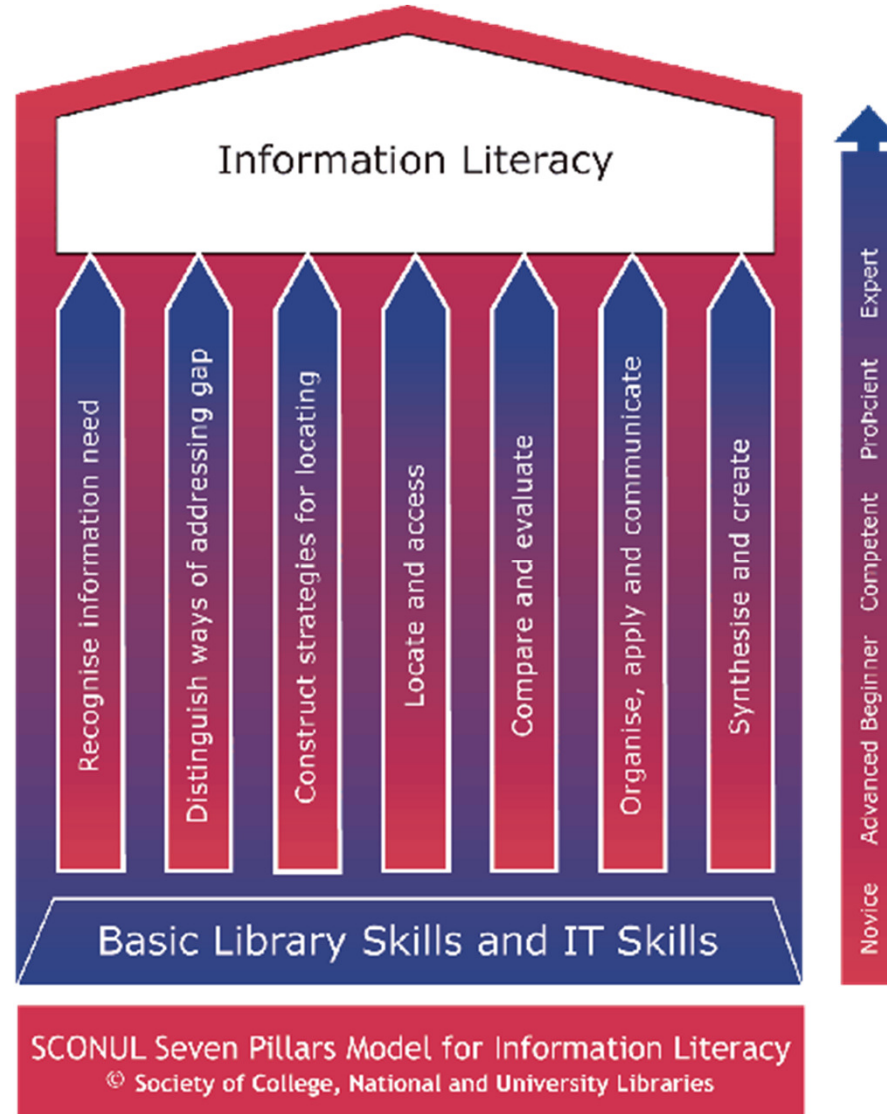 Information Literacy
Recognise information need
Distinguish ways of addressing gap
Construct strategies for locating
Locate and access
Compare and evaluate
Organise, apply and communicate
Synthesise and create
Basic Library Skills and IT Skills
Novice Advanced Beginner Competent ProÞcient Expert
SCONUL Seven Pillars Model for Information Literacy
© Society of College, National and University Libraries